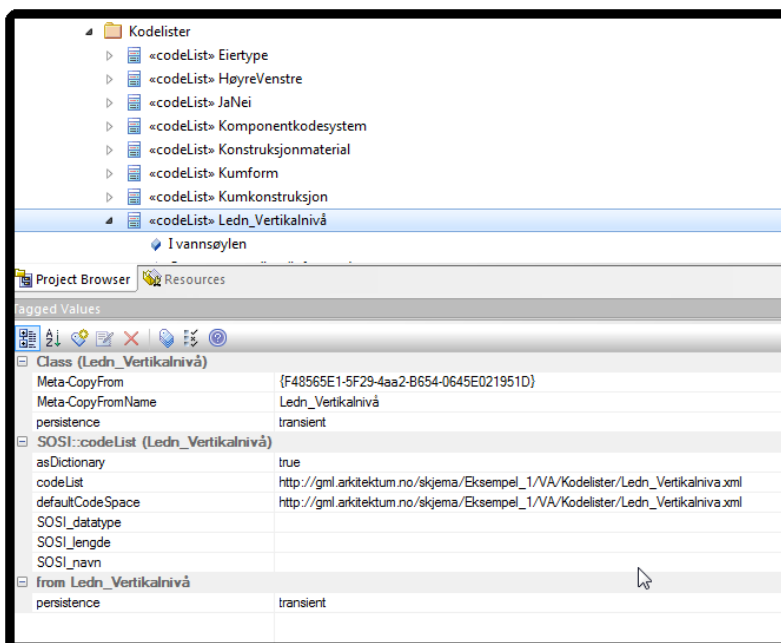 Kodelister
«codeList» Eiertype
«codeList» HøyreVenstre
«codeList» JaNei
«codeList» Komponentkodesystem
«codeList» Konstruksjonmaterial
«codeList» Kumform
«codeList» Kumkonstruksjon
«codeList» Ledn_Vertikalnivå
I vannsøylen
Project Browser Resources
Tagged Values
Class (Ledn_Vertikalnivå)
Meta-CopyFrom {F48565E1-5F29-4aa2-B654-0645E021951D}
Meta-CopyFromName Ledn_Vertikalnivå
persistence transient
SOSI::codeList (Ledn_Vertikalnivå)
asDictionary true
codeList http://gml.arkitektum.no/skjema/Eksempel_1/VA/Kodelister/Ledn_Vertikalniva.xml
defaultCodeSpace http://gml.arkitektum.no/skjema/Eksempel_1/VA/Kodelister/Ledn_Vertikalniva.xml
SOSI_datatype
SOSI_lengde
SOSI_navn
from Ledn_Vertikalnivå
persistence transient